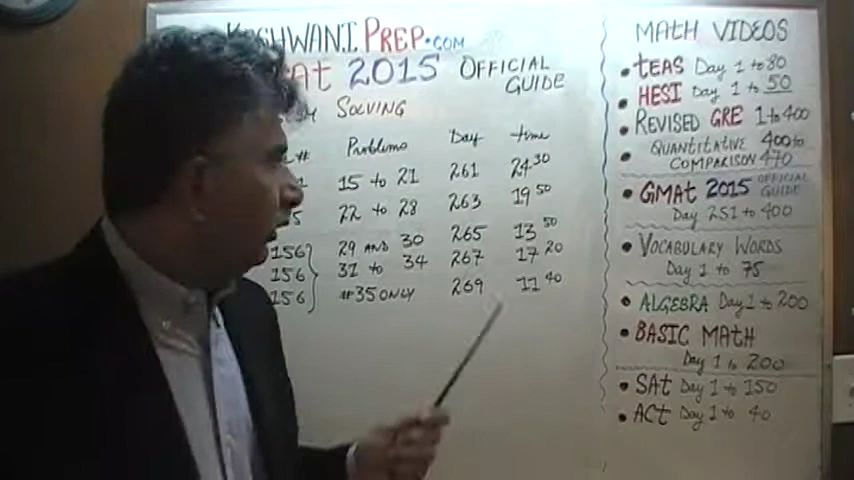 KESHWANI PREP.COM
GMAT 2015 OFFICIAL GUIDE
SOLVING
# Problems Day time
15 to 21 261 24 30
22 to 28 263 19 50
156 29 AND 30 265 13 50
156 31 to 34 267 17 20
156 #35 ONLY 269 11 40
MATH VIDEOS
• TEAS Day 1 to 80
• HESI Day 1 to 50
• REVISED GRE 1 to 400
• QUANTITATIVE 400 to
COMPARISON 470
• GMAT 2015 OFFICIAL GUIDE
Day 251 to 400
• VOCABULARY WORDS
Day 1 to 75
• ALGEBRA Day 1 to 200
• BASIC MATH
Day 1 to 200
• SAT Day 1 to 150
• ACT Day 1 to 40